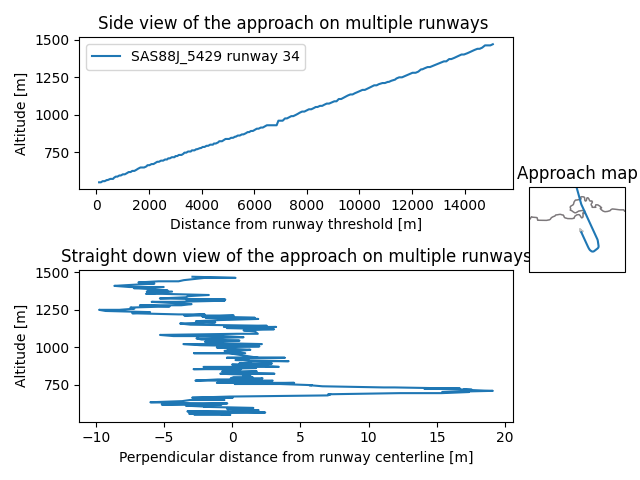 Side view of the approach on multiple runways
1500
1250
1000
750
Altitude [m]
SAS88J_5429 runway 34
0 2000 4000 6000 8000 10000 12000 14000
Distance from runway threshold [m]
Approach map
Straight down view of the approach on multiple runways
1500
1250
1000
750
Altitude [m]
−10 −5 0 5 10 15 20
Perpendicular distance from runway centerline [m]